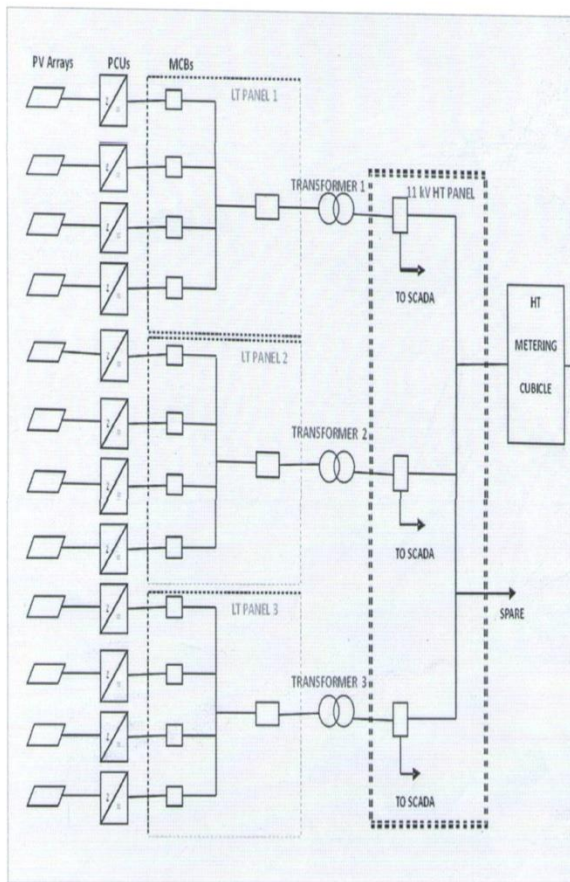 PV Arrays
PCUs
MCBs
LT PANEL 1
TRANSFORMER 1
11 kV HT PANEL
TO SCADA
HT
METERING
CUBICLE
LT PANEL 2
TRANSFORMER 2
TO SCADA
LT PANEL 3
SPARE
TRANSFORMER 3
TO SCADA